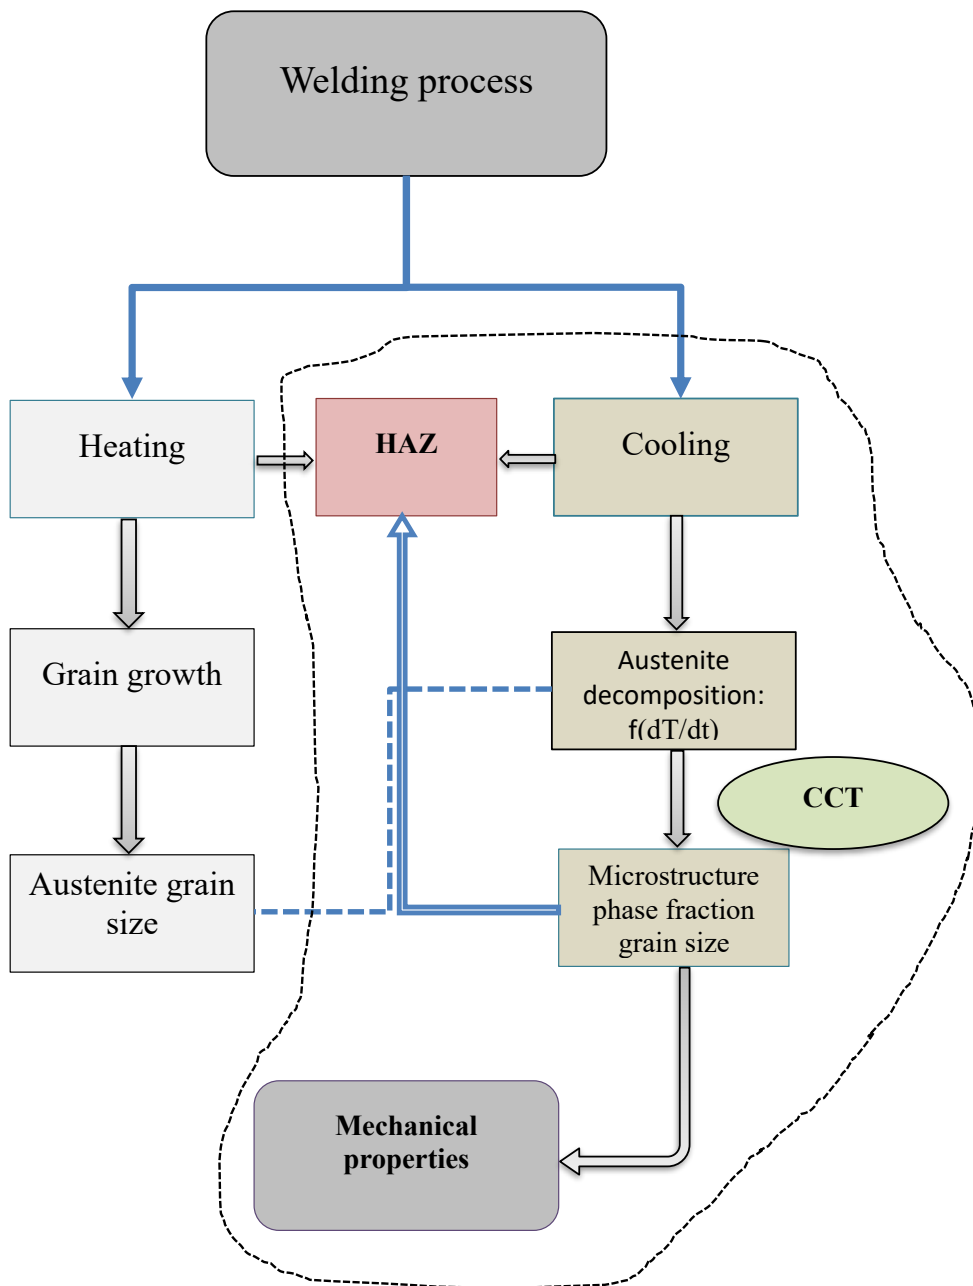 Welding process
Heating
HAZ
Cooling
Grain growth
Austenite
decomposition:
f(dT/dt)
CCT
Austenite grain
size
Microstructure
phase fraction
grain size
Mechanical
properties